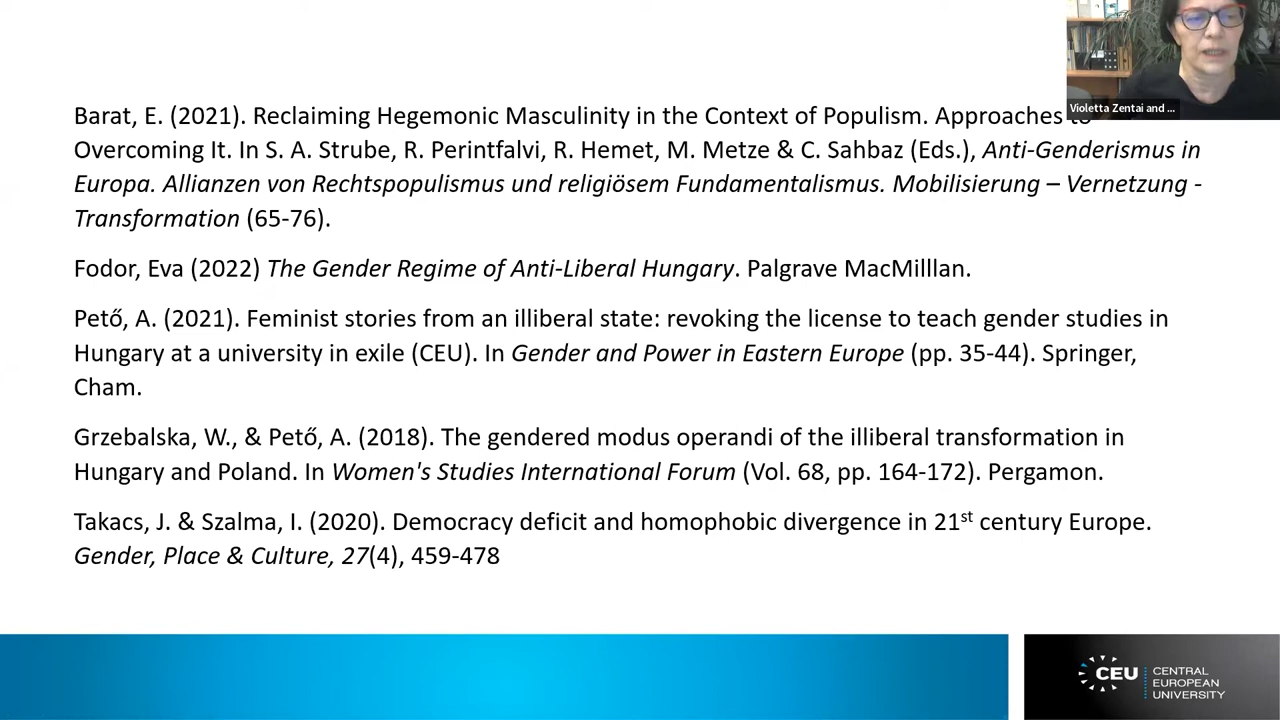 Violetta Zentai and ...
Barat, E. (2021). Reclaiming Hegemonic Masculinity in the Context of Populism. Approaches to
Overcoming It. In S. A. Strube, R. Perintfalvi, R. Hemet, M. Metze & C. Sahbaz (Eds.), Anti-Genderismus in
Europa. Allianzen von Rechtspopulismus und religiösem Fundamentalismus. Mobilisierung – Vernetzung -
Transformation (65-76).
Fodor, Eva (2022) The Gender Regime of Anti-Liberal Hungary. Palgrave MacMilllan.
Pető, A. (2021). Feminist stories from an illiberal state: revoking the license to teach gender studies in
Hungary at a university in exile (CEU). In Gender and Power in Eastern Europe (pp. 35-44). Springer,
Cham.
Grzebalska, W., & Pető, A. (2018). The gendered modus operandi of the illiberal transformation in
Hungary and Poland. In Women's Studies International Forum (Vol. 68, pp. 164-172). Pergamon.
Takacs, J. & Szalma, I. (2020). Democracy deficit and homophobic divergence in 21st century Europe.
Gender, Place & Culture, 27(4), 459-478
CEU
CENTRAL
EUROPEAN
UNIVERSITY